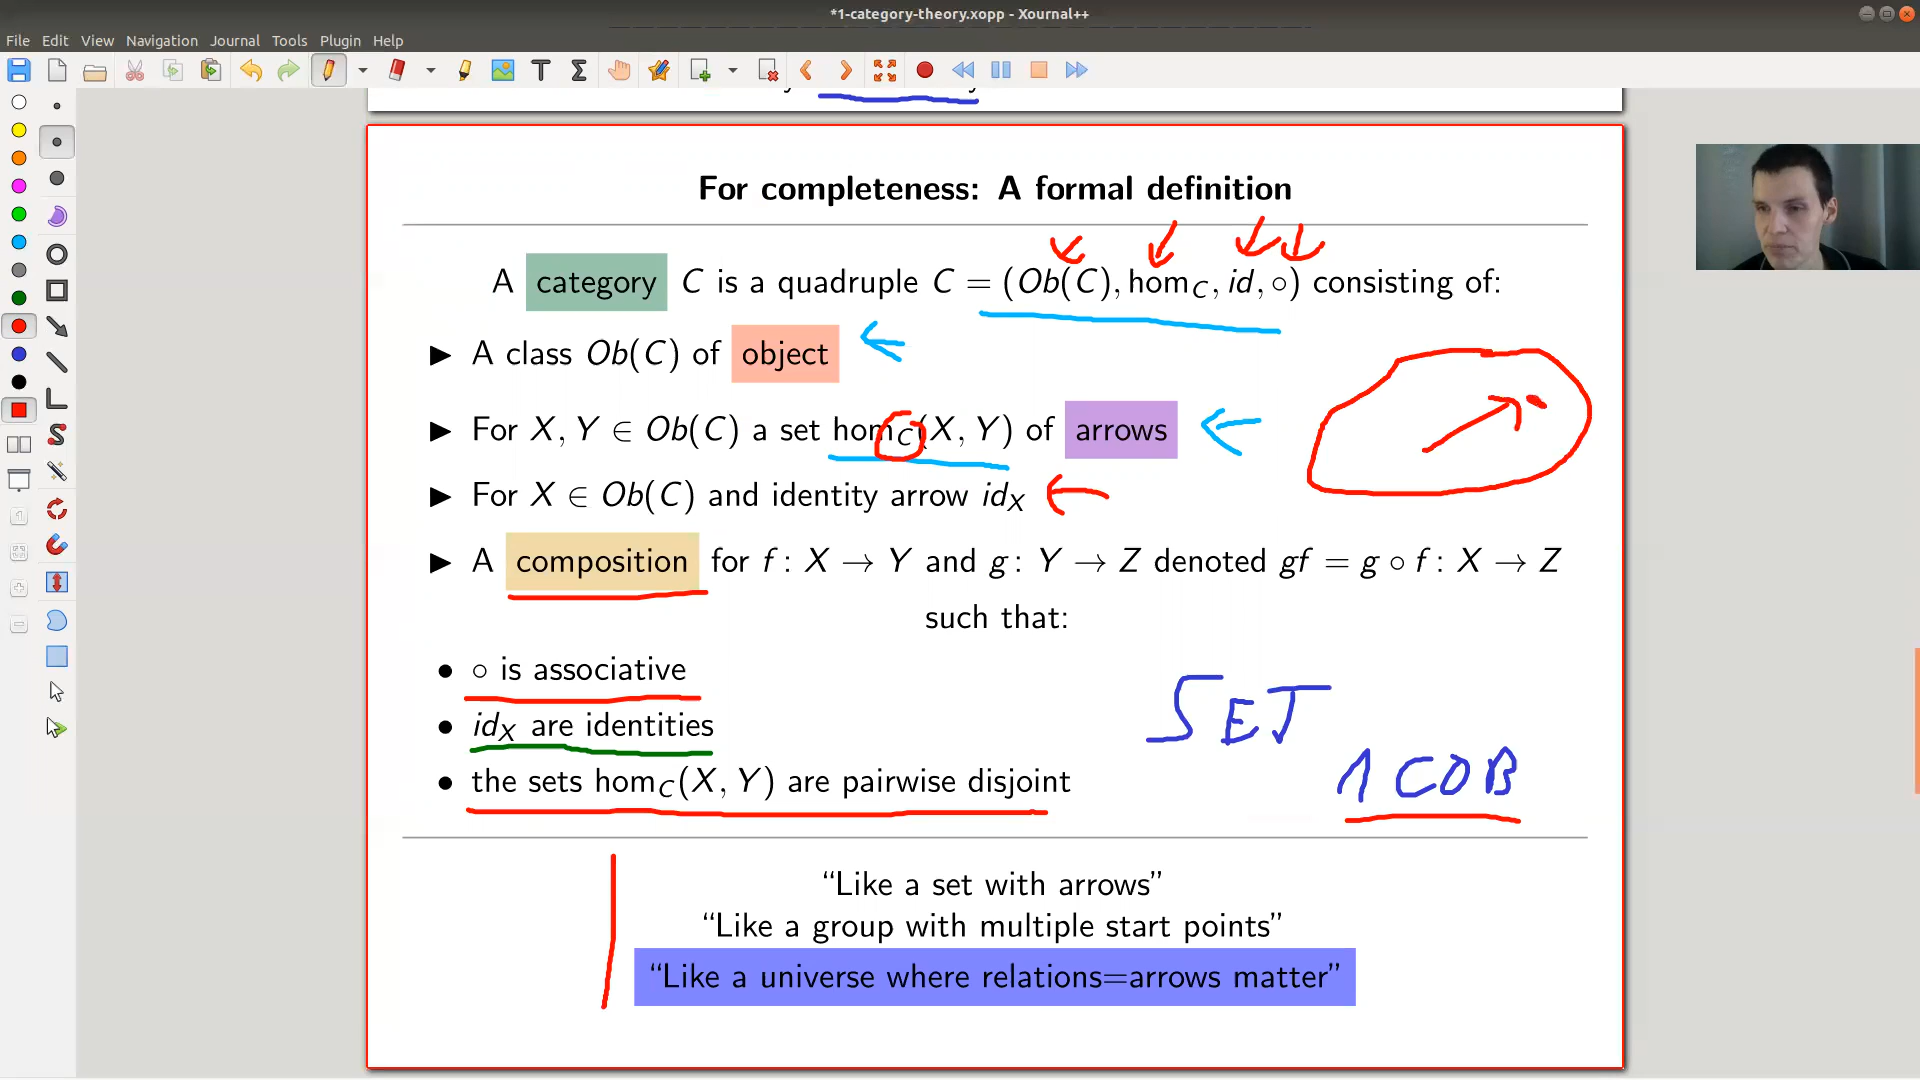 *1-category-theory.xopp - Xournal++
File Edit View Navigation Journal Tools Plugin Help
For completeness: A formal definition
A category C is a quadruple C = (Ob(C), hom_C, id, ∘) consisting of:
▶ A class Ob(C) of object
▶ For X, Y ∈ Ob(C) a set hom_C(X, Y) of arrows
▶ For X ∈ Ob(C) and identity arrow id_X
▶ A composition for f : X → Y and g : Y → Z denoted gf = g ∘ f : X → Z
such that:
• ∘ is associative
• id_X are identities
• the sets hom_C(X, Y) are pairwise disjoint
SET
1COB
“Like a set with arrows”
“Like a group with multiple start points”
“Like a universe where relations=arrows matter”